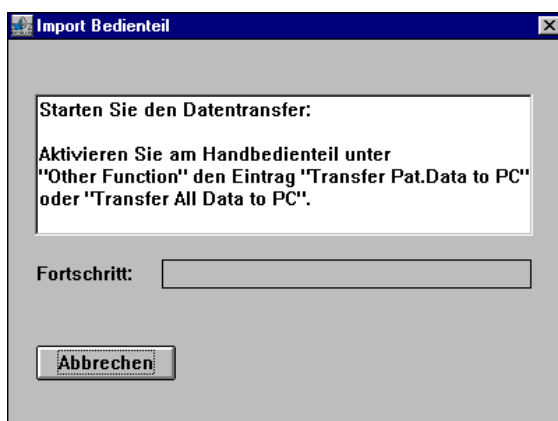 Import Bedienteil
Starten Sie den Datentransfer:
Aktivieren Sie am Handbedienteil unter
"Other Function" den Eintrag "Transfer Pat.Data to PC"
oder "Transfer All Data to PC".
Fortschritt:
Abbrechen